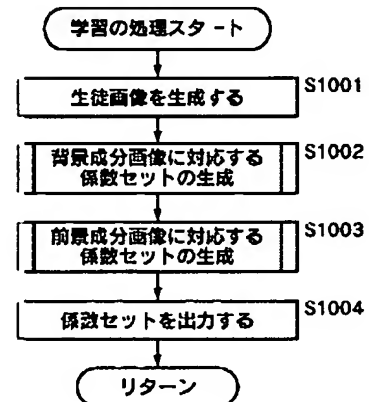 学習の処理スタート
生徒画像を生成する
S1001
背景成分画像に対応する
係数セットの生成
S1002
前景成分画像に対応する
係数セットの生成
S1003
係数セットを出力する
S1004
リターン